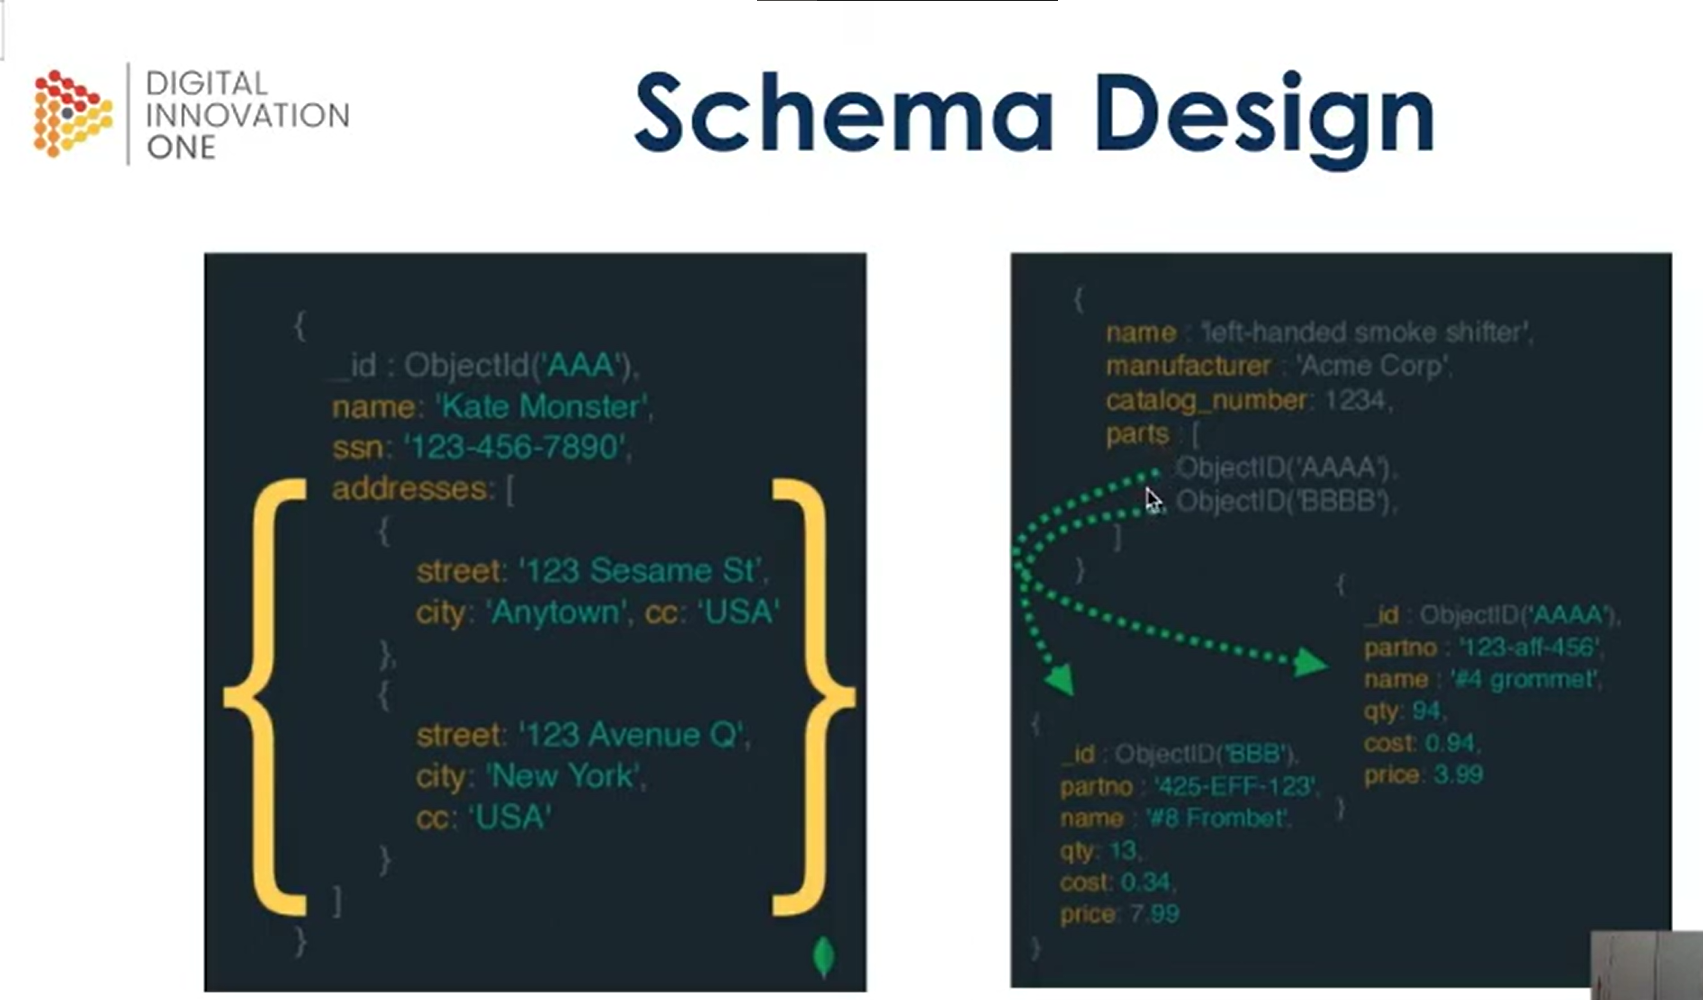 DIGITAL
INNOVATION
ONE
Schema Design
{
_id : ObjectId('AAA'),
name: 'Kate Monster',
ssn: '123-456-7890',
addresses: [
{
street: '123 Sesame St',
city: 'Anytown', cc: 'USA'
},
{
street: '123 Avenue Q',
city: 'New York',
cc: 'USA'
}
]
}
{
name : 'left-handed smoke shifter',
manufacturer : 'Acme Corp',
catalog_number: 1234,
parts : [
ObjectID('AAAA'),
ObjectID('BBBB'),
]
}
{
_id : ObjectID('AAAA'),
partno : '123-aff-456',
name : '#4 grommet',
qty: 94,
cost: 0.94,
price: 3.99
}
{
_id : ObjectID('BBB'),
partno : '425-EFF-123',
name : '#8 Frombet',
qty: 13,
cost: 0.34,
price: 7.99
}